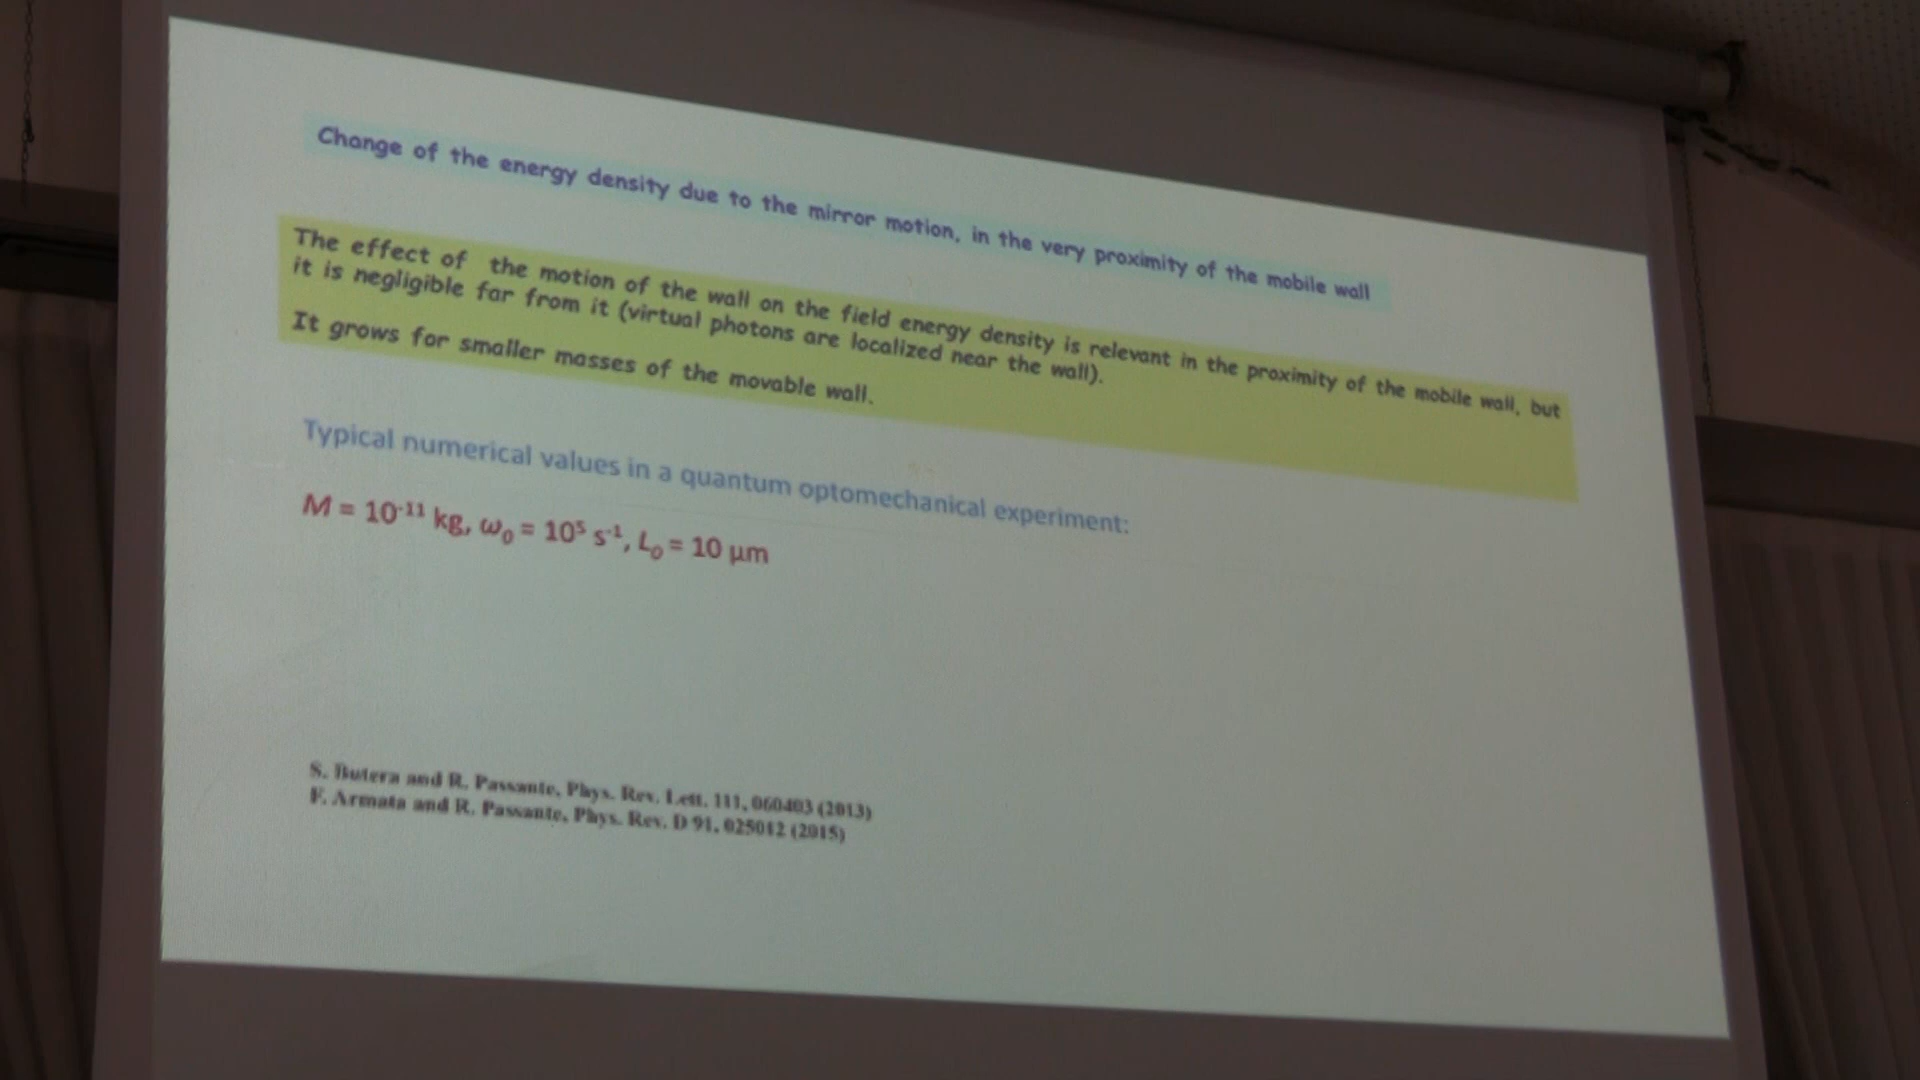 Change of the energy density due to the mirror motion, in the very proximity of the mobile wall
The effect of the motion of the wall on the field energy density is relevant in the proximity of the mobile wall, but
it is negligible far from it (virtual photons are localized near the wall).
It grows for smaller masses of the movable wall.
Typical numerical values in a quantum optomechanical experiment:
M = 10⁻¹¹ kg, ω₀ = 10⁵ s⁻¹, L₀ = 10 μm
S. Butera and R. Passante, Phys. Rev. Lett. 111, 060403 (2013)
F. Armata and R. Passante, Phys. Rev. D 91, 025012 (2015)